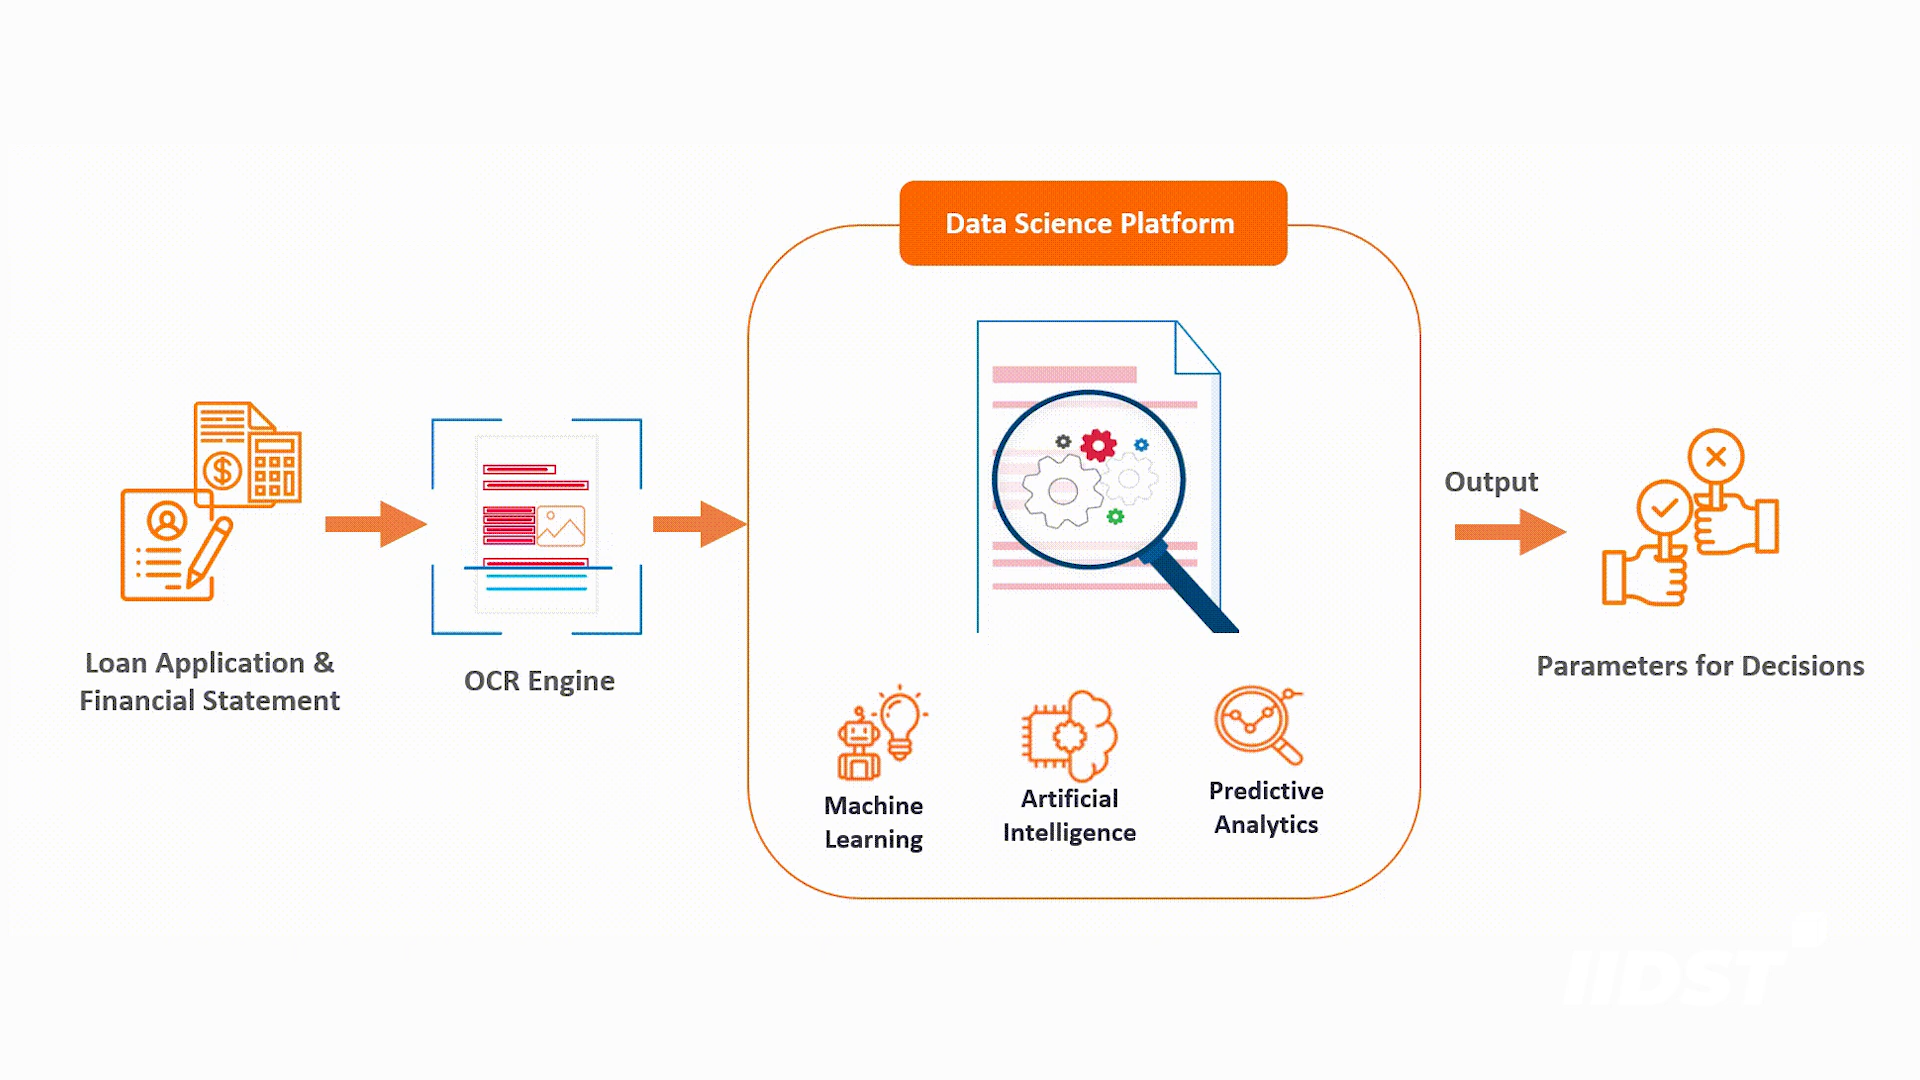 Data Science Platform
Loan Application &
Financial Statement
OCR Engine
Output
Parameters for Decisions
Machine
Learning
Artificial
Intelligence
Predictive
Analytics
IIDST